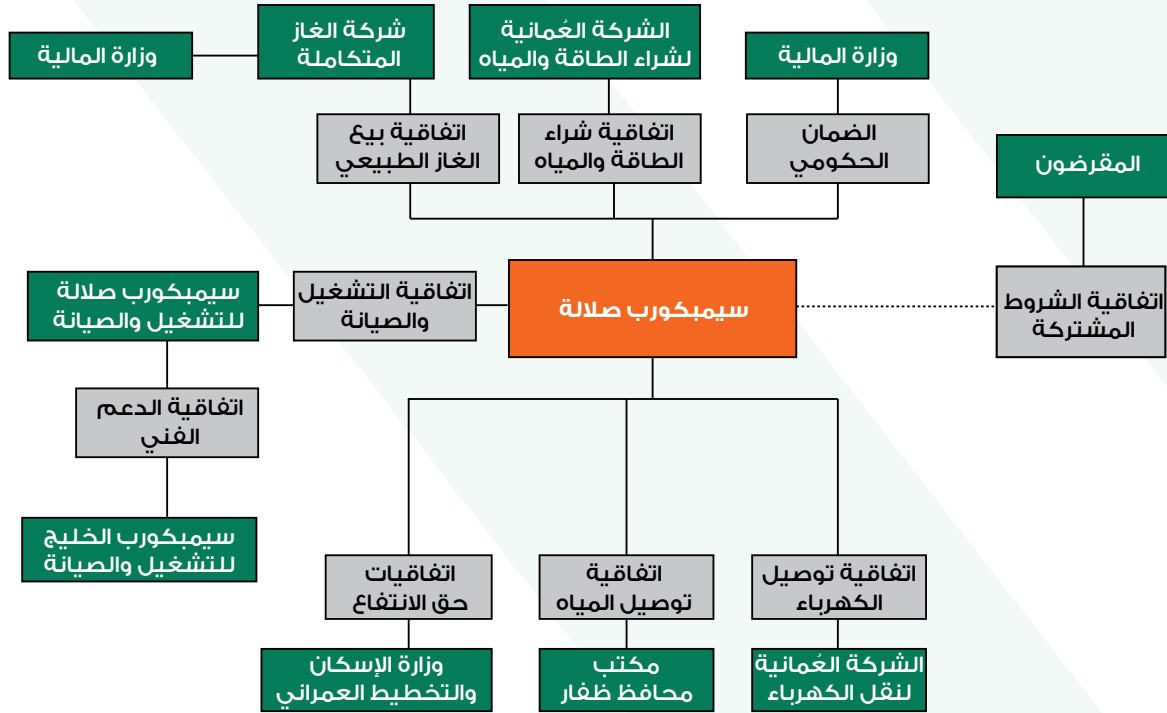 وزارة المالية
الشركة العُمانية
لشراء الطاقة والمياه
شركة الغاز
المتكاملة
وزارة المالية
الضمان
الحكومي
اتفاقية شراء
الطاقة والمياه
اتفاقية بيع
الغاز الطبيعي
المقرضون
اتفاقية الشروط
المشتركة
سيمبكورب صلالة
اتفاقية التشغيل
والصيانة
سيمبكورب صلالة
للتشغيل والصيانة
اتفاقية الدعم
الفني
سيمبكورب الخليج
للتشغيل والصيانة
اتفاقية توصيل
الكهرباء
اتفاقية
توصيل المياه
اتفاقيات
حق الانتفاع
الشركة العُمانية
لنقل الكهرباء
مكتب
محافظ ظفار
وزارة الإسكان
والتخطيط العمراني